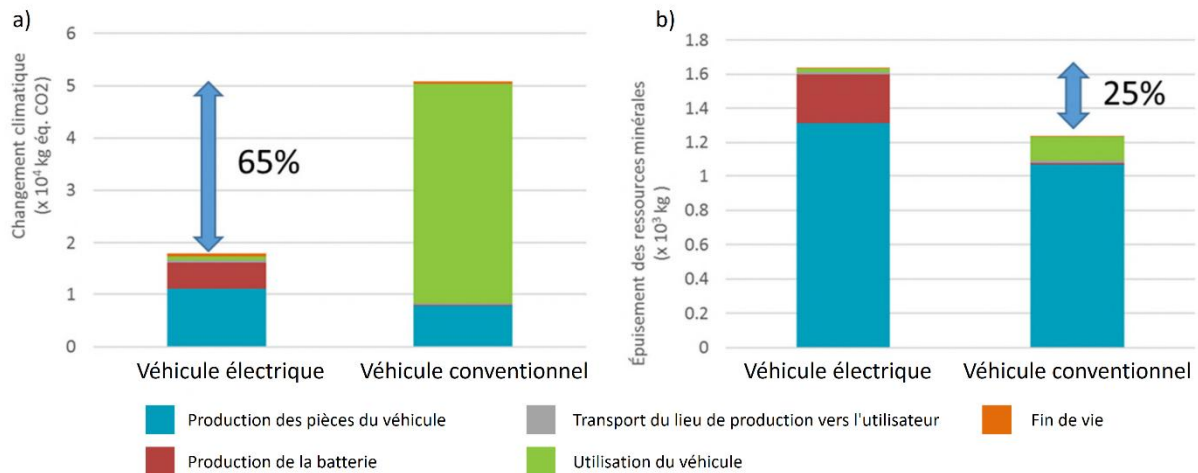 a)
Changement climatique
(x 10⁴ kg éq. CO2)
6
5
4
3
2
1
0
65%
Véhicule électrique
Véhicule conventionnel
b)
Épuisement des ressources minérales
(x 10³ kg )
1.8
1.6
1.4
1.2
1
0.8
0.6
0.4
0.2
0
25%
Véhicule électrique
Véhicule conventionnel
Production des pièces du véhicule
Transport du lieu de production vers l'utilisateur
Fin de vie
Production de la batterie
Utilisation du véhicule